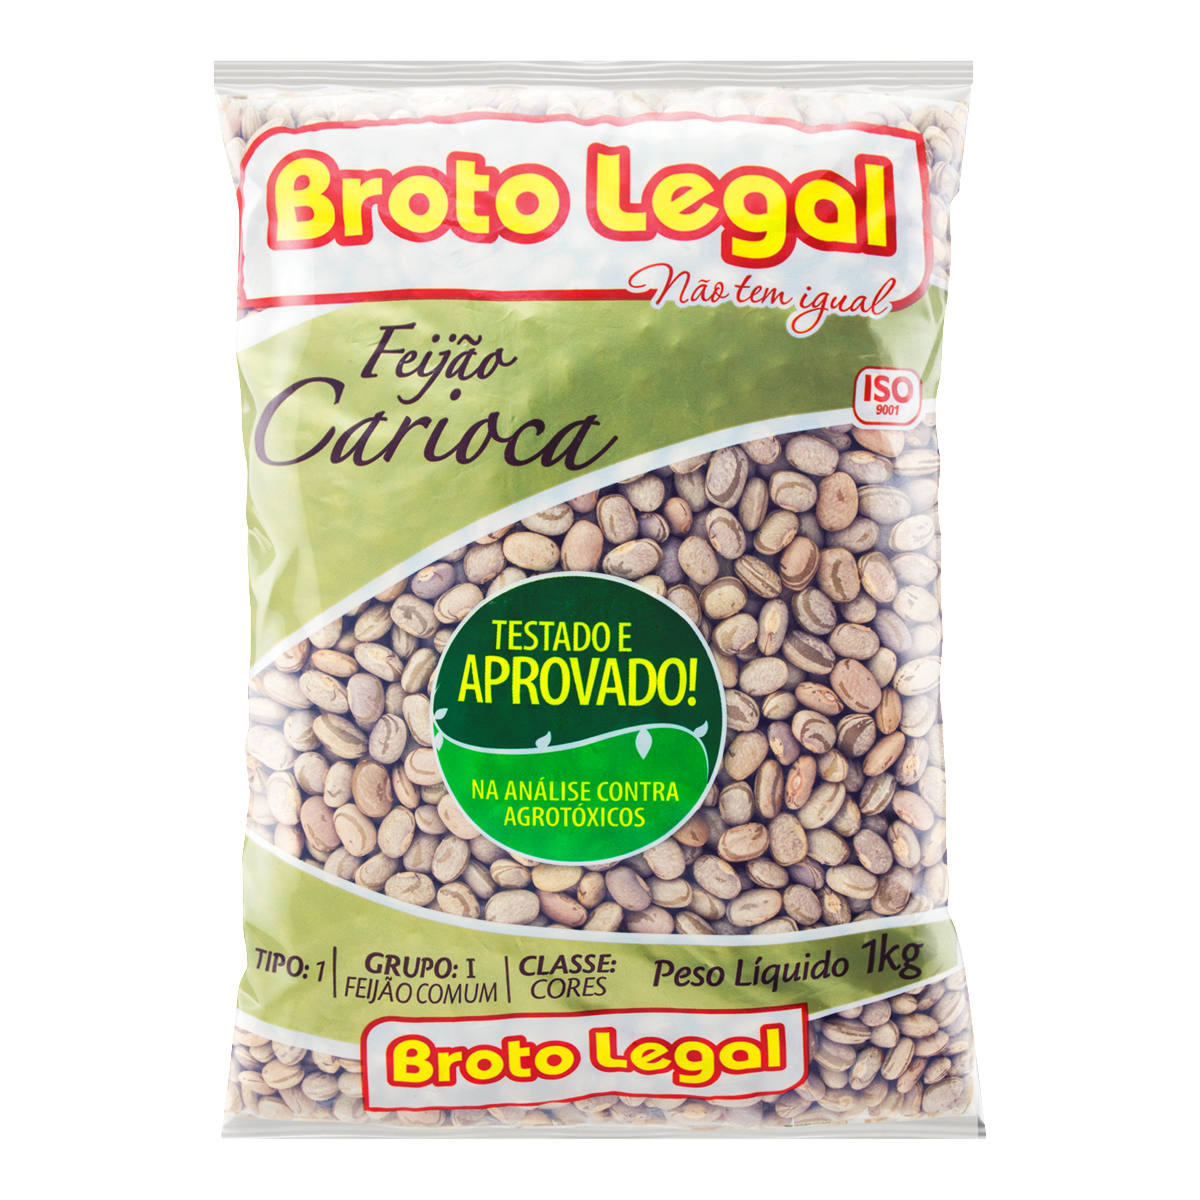 Broto Legal
Não tem igual
Feijão
Carioca
ISO
9001
TESTADO E
APROVADO!
NA ANÁLISE CONTRA
AGROTÓXICOS
TIPO: 1
GRUPO: I
FEIJÃO COMUM
CLASSE:
CORES
Peso Líquido 1kg
Broto Legal